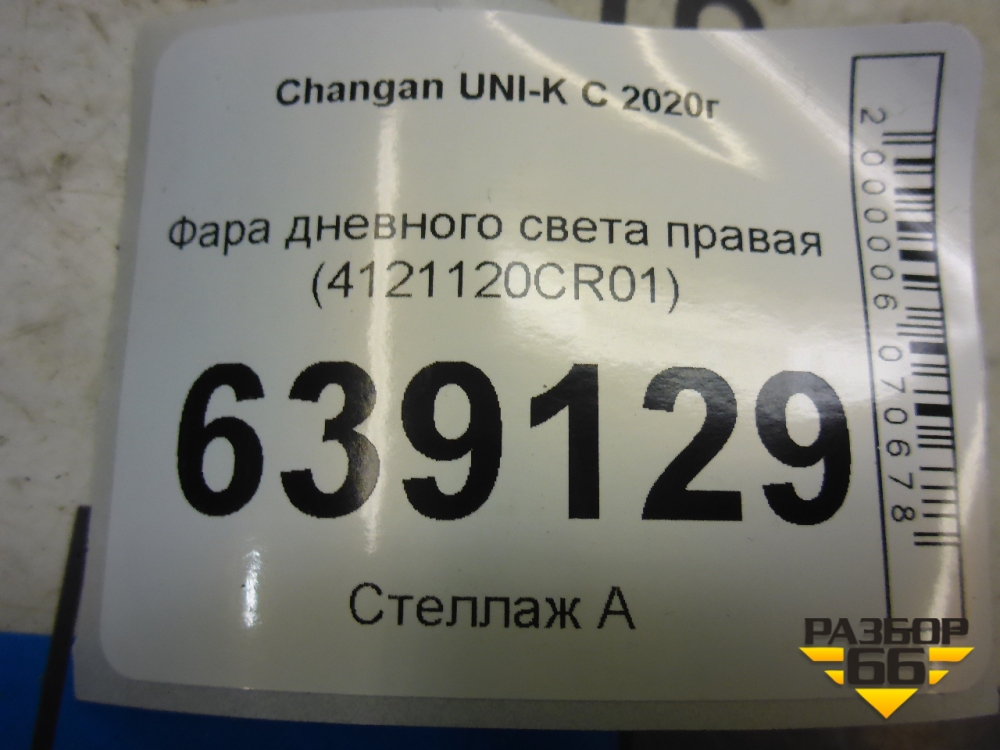 Changan UNI-K С 2020г
Фара дневного света правая
(4121120CR01)
639129
Стеллаж А
2000006070678
РАЗБОР
66